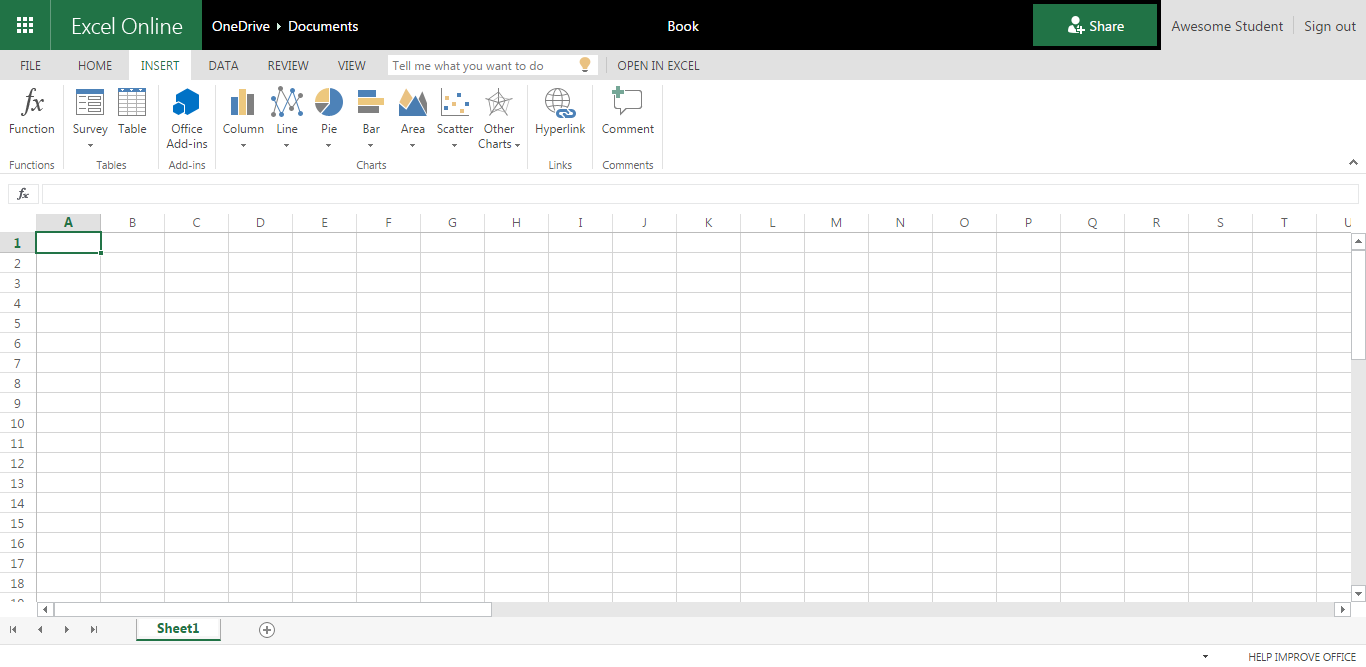 Excel Online OneDrive Documents Book Share Awesome Student Sign out
FILE HOME INSERT DATA REVIEW VIEW Tell me what you want to do OPEN IN EXCEL
fx
Function Survey Table Office Add-ins Column Line Pie Bar Area Scatter Other Charts Hyperlink Comment
Functions Tables Add-ins Charts Links Comments
fx
A B C D E F G H I J K L M N O P Q R S T U
1
2
3
4
5
6
7
8
9
10
11
12
13
14
15
16
17
18
19
Sheet1
HELP IMPROVE OFFICE